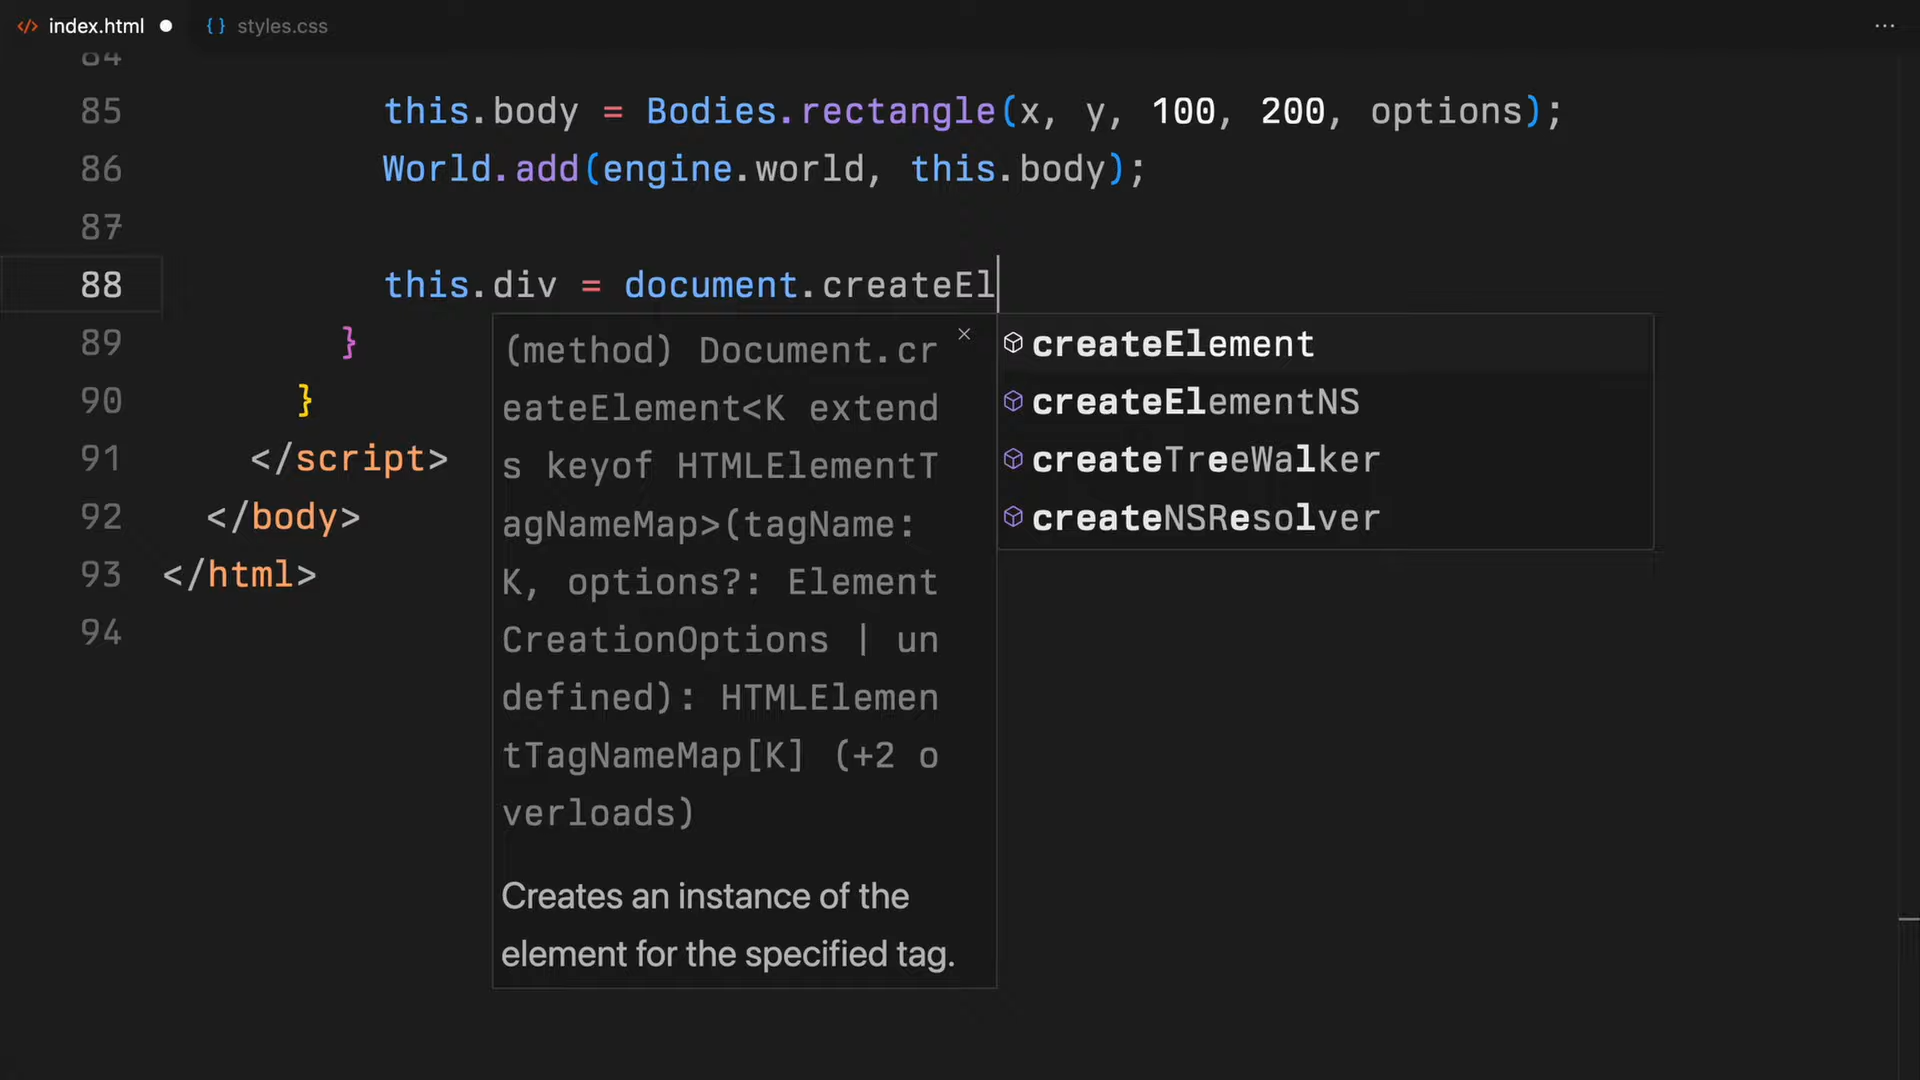 index.html
styles.css
84
85 this.body = Bodies.rectangle(x, y, 100, 200, options);
86 World.add(engine.world, this.body);
87
88 this.div = document.createEl
89 }
90 }
91 </script>
92 </body>
93 </html>
94
(method) Document.cr
eateElement<K extend
s keyof HTMLElementT
agNameMap>(tagName:
K, options?: Element
CreationOptions | un
defined): HTMLElemen
tTagNameMap[K] (+2 o
verloads)
Creates an instance of the
element for the specified tag.
createElement
createElementNS
createTreeWalker
createNSResolver